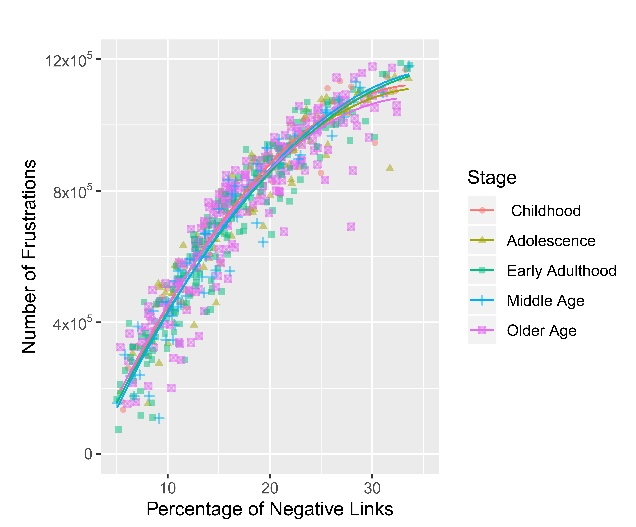 12x10⁵
8x10⁵
4x10⁵
0
Number of Frustrations
10
20
30
Percentage of Negative Links
Stage
Childhood
Adolescence
Early Adulthood
Middle Age
Older Age